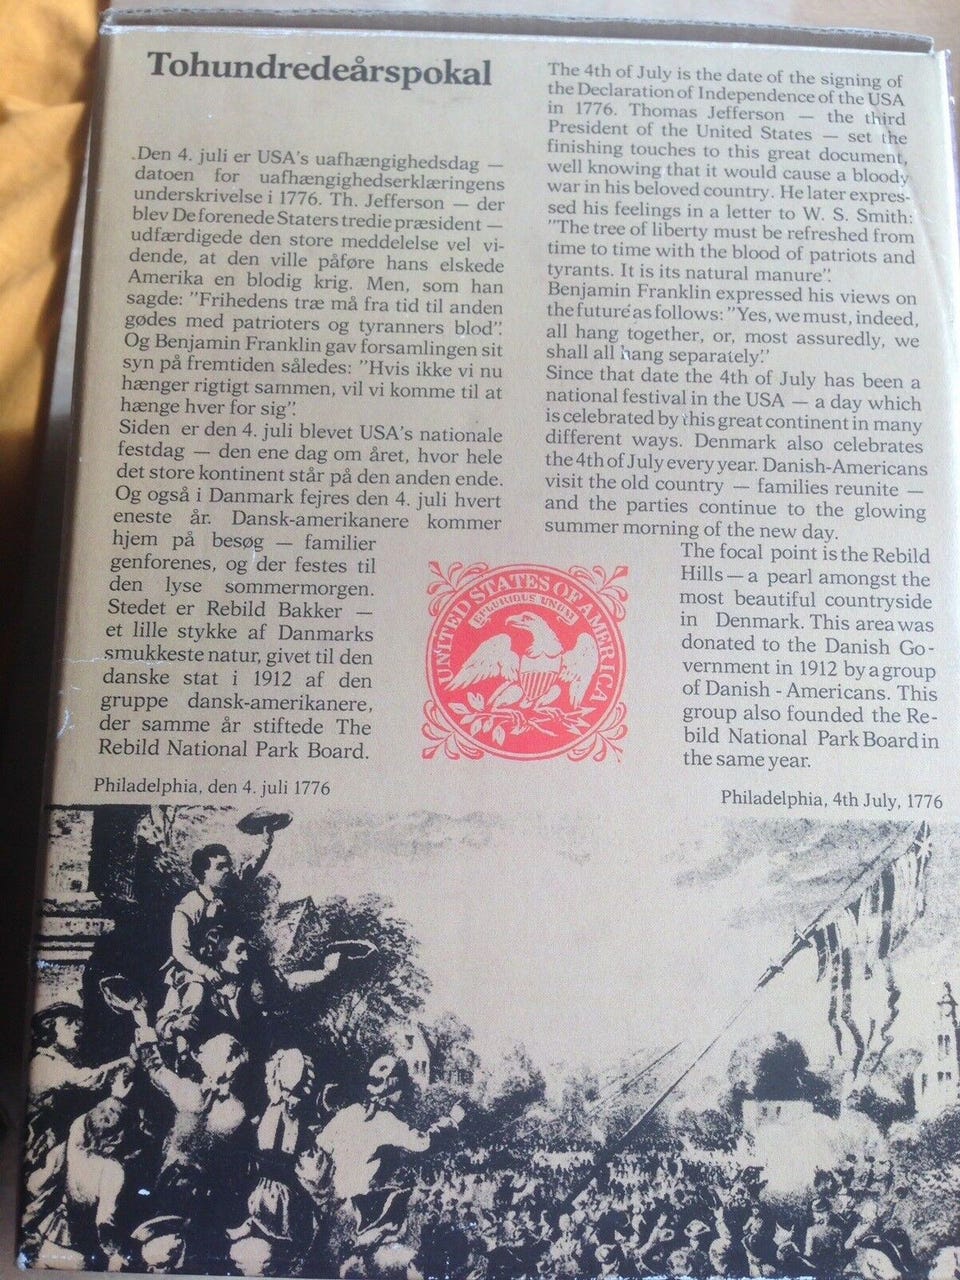 Tohundredeårspokal
.Den 4. juli er USA's uafhængighedsdag —
datoen for uafhængighedserklæringens
underskrivelse i 1776. Th. Jefferson — der
blev De forenede Staters tredie præsident —
udfærdigede den store meddelelse vel vi-
dende, at den ville påføre hans elskede
Amerika en blodig krig. Men, som han
sagde: "Frihedens træ må fra tid til anden
gødes med patrioters og tyranners blod".
Og Benjamin Franklin gav forsamlingen sit
syn på fremtiden således: "Hvis ikke vi nu
hænger rigtigt sammen, vil vi komme til at
hænge hver for sig".
Siden er den 4. juli blevet USA's nationale
festdag — den ene dag om året, hvor hele
det store kontinent står på den anden ende.
Og også i Danmark fejres den 4. juli hvert
eneste år. Dansk-amerikanere kommer
hjem på besøg — familier
genforenes, og der festes til
den lyse sommermorgen.
Stedet er Rebild Bakker —
et lille stykke af Danmarks
smukkeste natur, givet til den
danske stat i 1912 af den
gruppe dansk-amerikanere,
der samme år stiftede The
Rebild National Park Board.
Philadelphia, den 4. juli 1776
The 4th of July is the date of the signing of
the Declaration of Independence of the USA
in 1776. Thomas Jefferson — the third
President of the United States — set the
finishing touches to this great document,
well knowing that it would cause a bloody
war in his beloved country. He later expres-
sed his feelings in a letter to W. S. Smith:
"The tree of liberty must be refreshed from
time to time with the blood of patriots and
tyrants. It is its natural manure".
Benjamin Franklin expressed his views on
the future as follows: "Yes, we must, indeed,
all hang together, or, most assuredly, we
shall all hang separately."
Since that date the 4th of July has been a
national festival in the USA — a day which
is celebrated by this great continent in many
different ways. Denmark also celebrates
the 4th of July every year. Danish-Americans
visit the old country — families reunite —
and the parties continue to the glowing
summer morning of the new day.
The focal point is the Rebild
Hills — a pearl amongst the
most beautiful countryside
in Denmark. This area was
donated to the Danish Go-
vernment in 1912 by a group
of Danish - Americans. This
group also founded the Re-
bild National Park Board in
the same year.
Philadelphia, 4th July, 1776
UNITED STATES OF AMERICA
E PLURIBUS UNUM